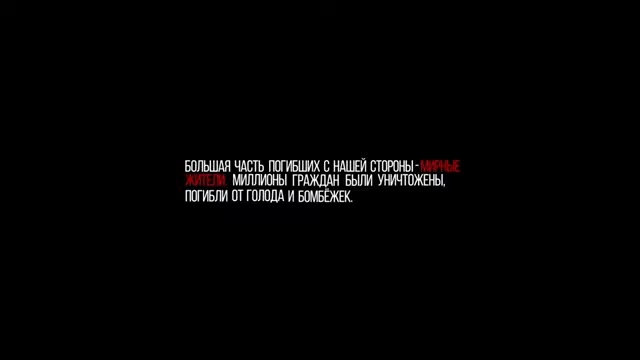 БОЛЬШАЯ ЧАСТЬ ПОГИБШИХ С НАШЕЙ СТОРОНЫ - МИРНЫЕ
ЖИТЕЛИ. МИЛЛИОНЫ ГРАЖДАН БЫЛИ УНИЧТОЖЕНЫ,
ПОГИБЛИ ОТ ГОЛОДА И БОМБЁЖЕК.